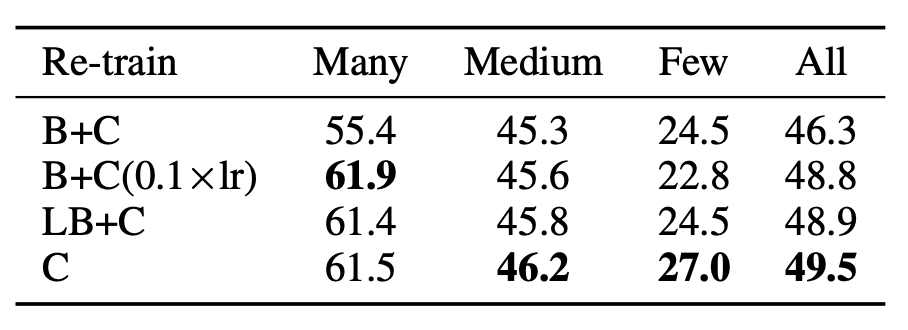 Re-train Many Medium Few All
B+C 55.4 45.3 24.5 46.3
B+C(0.1×lr) 61.9 45.6 22.8 48.8
LB+C 61.4 45.8 24.5 48.9
C 61.5 46.2 27.0 49.5